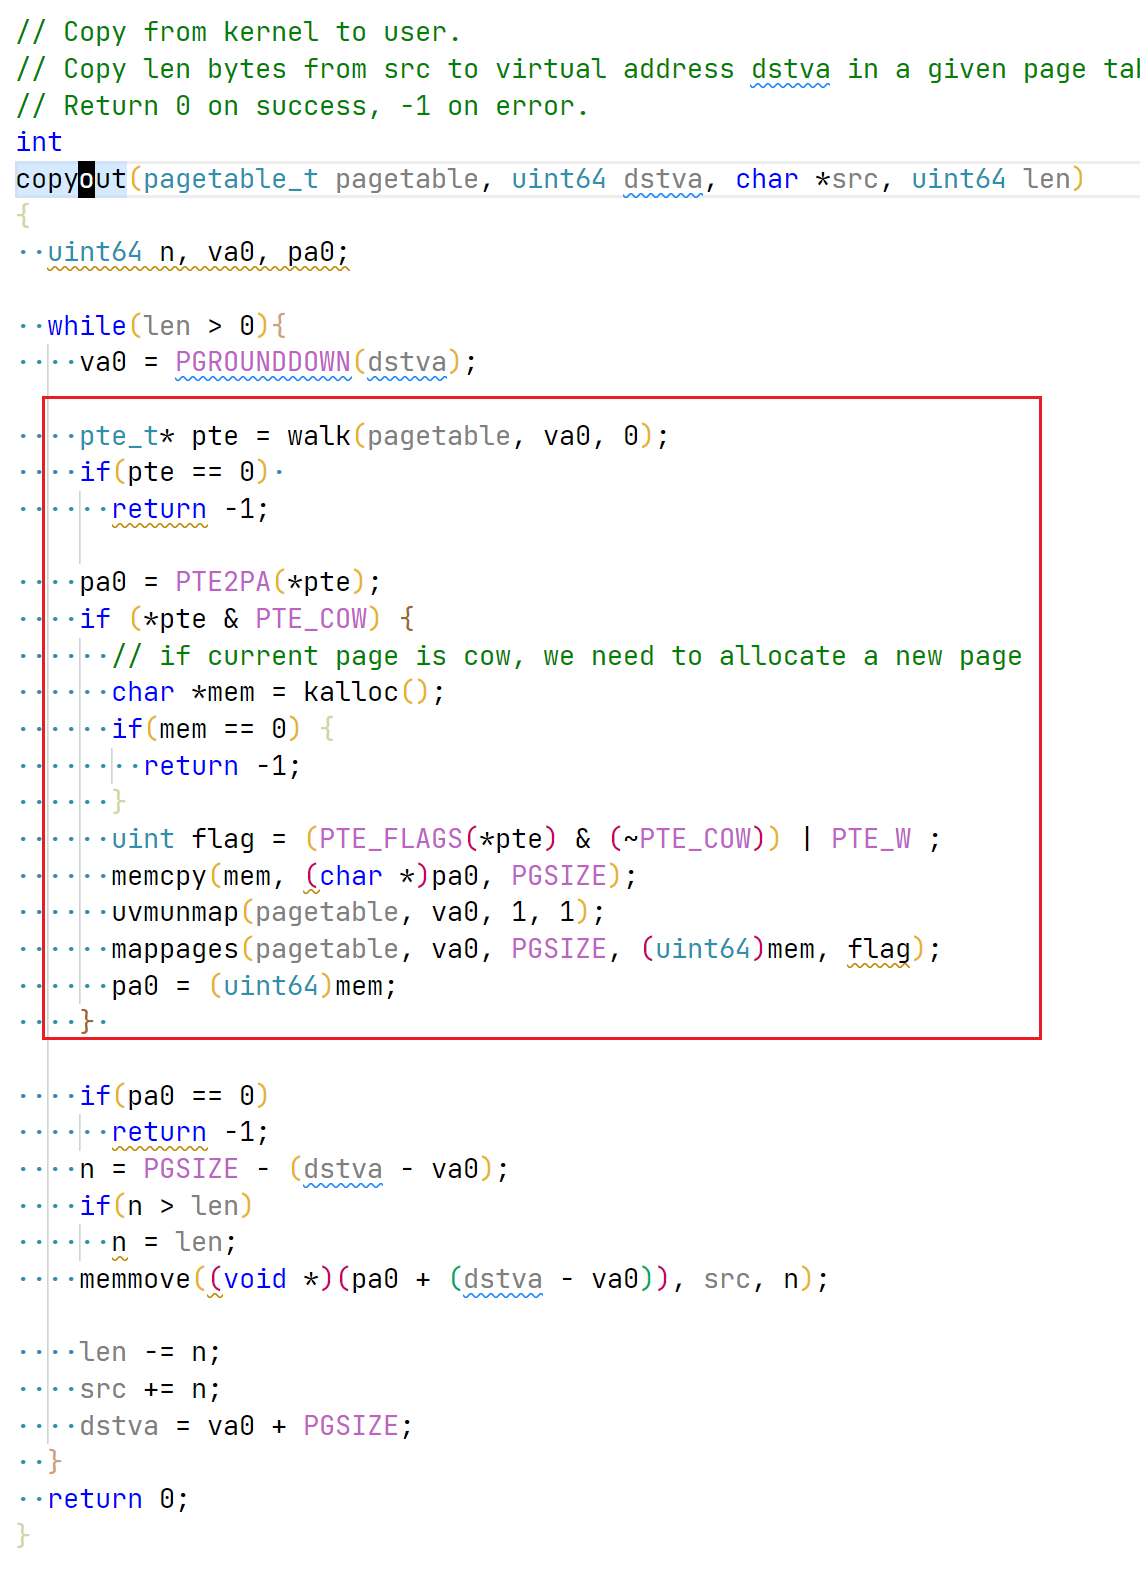 // Copy from kernel to user.
// Copy len bytes from src to virtual address dstva in a given page
// Return 0 on success, -1 on error.
int
copyout(pagetable_t pagetable, uint64 dstva, char *src, uint64 len)
{
  uint64 n, va0, pa0;

  while(len > 0){
    va0 = PGROUNDDOWN(dstva);

    pte_t* pte = walk(pagetable, va0, 0);
    if(pte == 0)
      return -1;

    pa0 = PTE2PA(*pte);
    if (*pte & PTE_COW) {
      // if current page is cow, we need to allocate a new page
      char *mem = kalloc();
      if(mem == 0) {
        return -1;
      }
      uint flag = (PTE_FLAGS(*pte) & (~PTE_COW)) | PTE_W ;
      memcpy(mem, (char *)pa0, PGSIZE);
      uvmunmap(pagetable, va0, 1, 1);
      mappages(pagetable, va0, PGSIZE, (uint64)mem, flag);
      pa0 = (uint64)mem;
    }

    if(pa0 == 0)
      return -1;
    n = PGSIZE - (dstva - va0);
    if(n > len)
      n = len;
    memmove((void *)(pa0 + (dstva - va0)), src, n);

    len -= n;
    src += n;
    dstva = va0 + PGSIZE;
  }
  return 0;
}